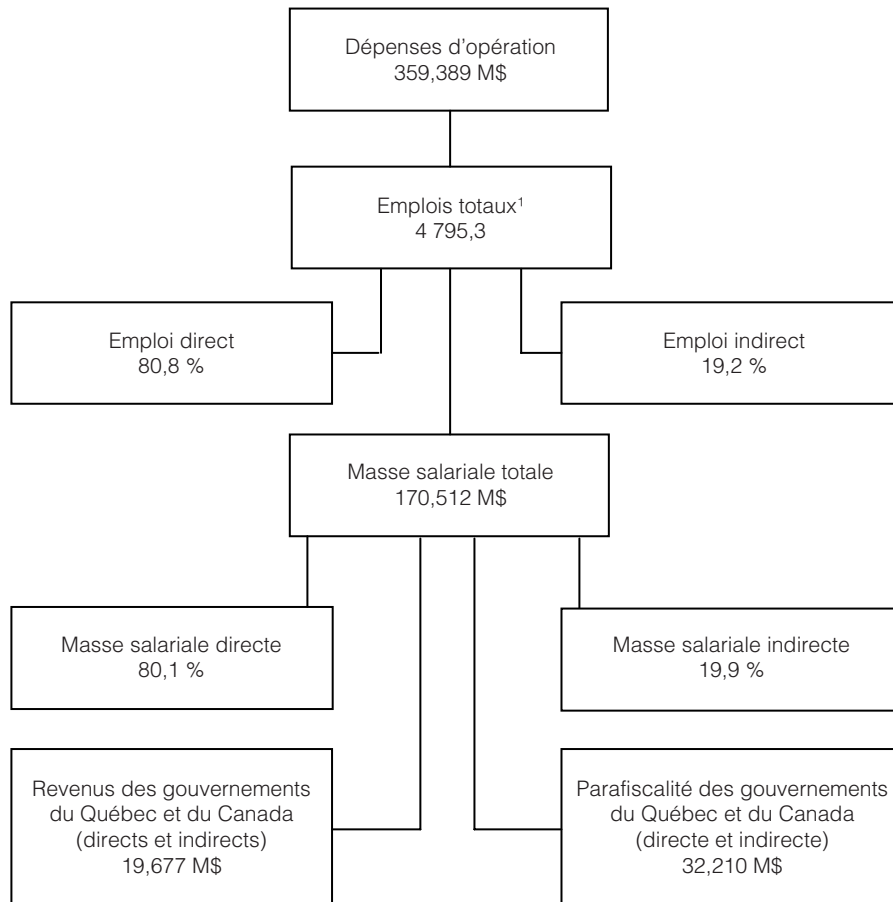 Dépenses d'opération
359,389 M$
Emplois totaux¹
4 795,3
Emploi direct
80,8 %
Emploi indirect
19,2 %
Masse salariale totale
170,512 M$
Masse salariale directe
80,1 %
Masse salariale indirecte
19,9 %
Revenus des gouvernements
du Québec et du Canada
(directs et indirects)
19,677 M$
Parafiscalité des gouvernements
du Québec et du Canada
(directe et indirecte)
32,210 M$